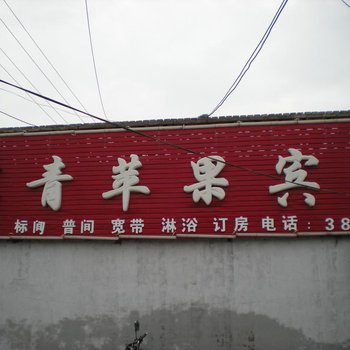 青苹果宾
标间 普间 宽带 淋浴 订房 电话：38